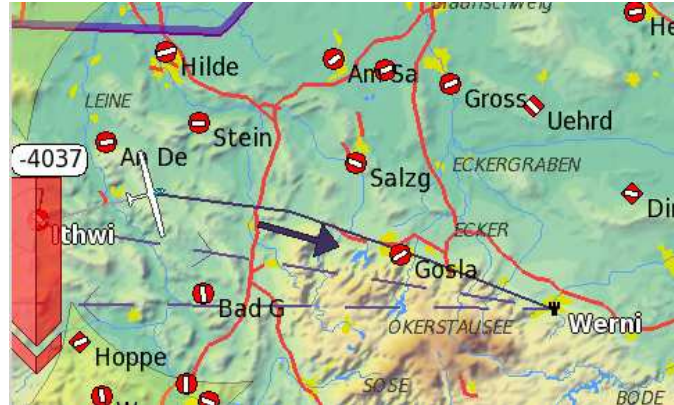 Braunschweig
He
Hilde
Am Sa
Gross
LEINE
Uehrd
Stein
An De
-4037
ECKERGRABEN
Salzg
Din
Ithwi
ECKER
Gosla
Bad G
Werni
OKERSTAUSEE
Hoppe
SOSE
BODE